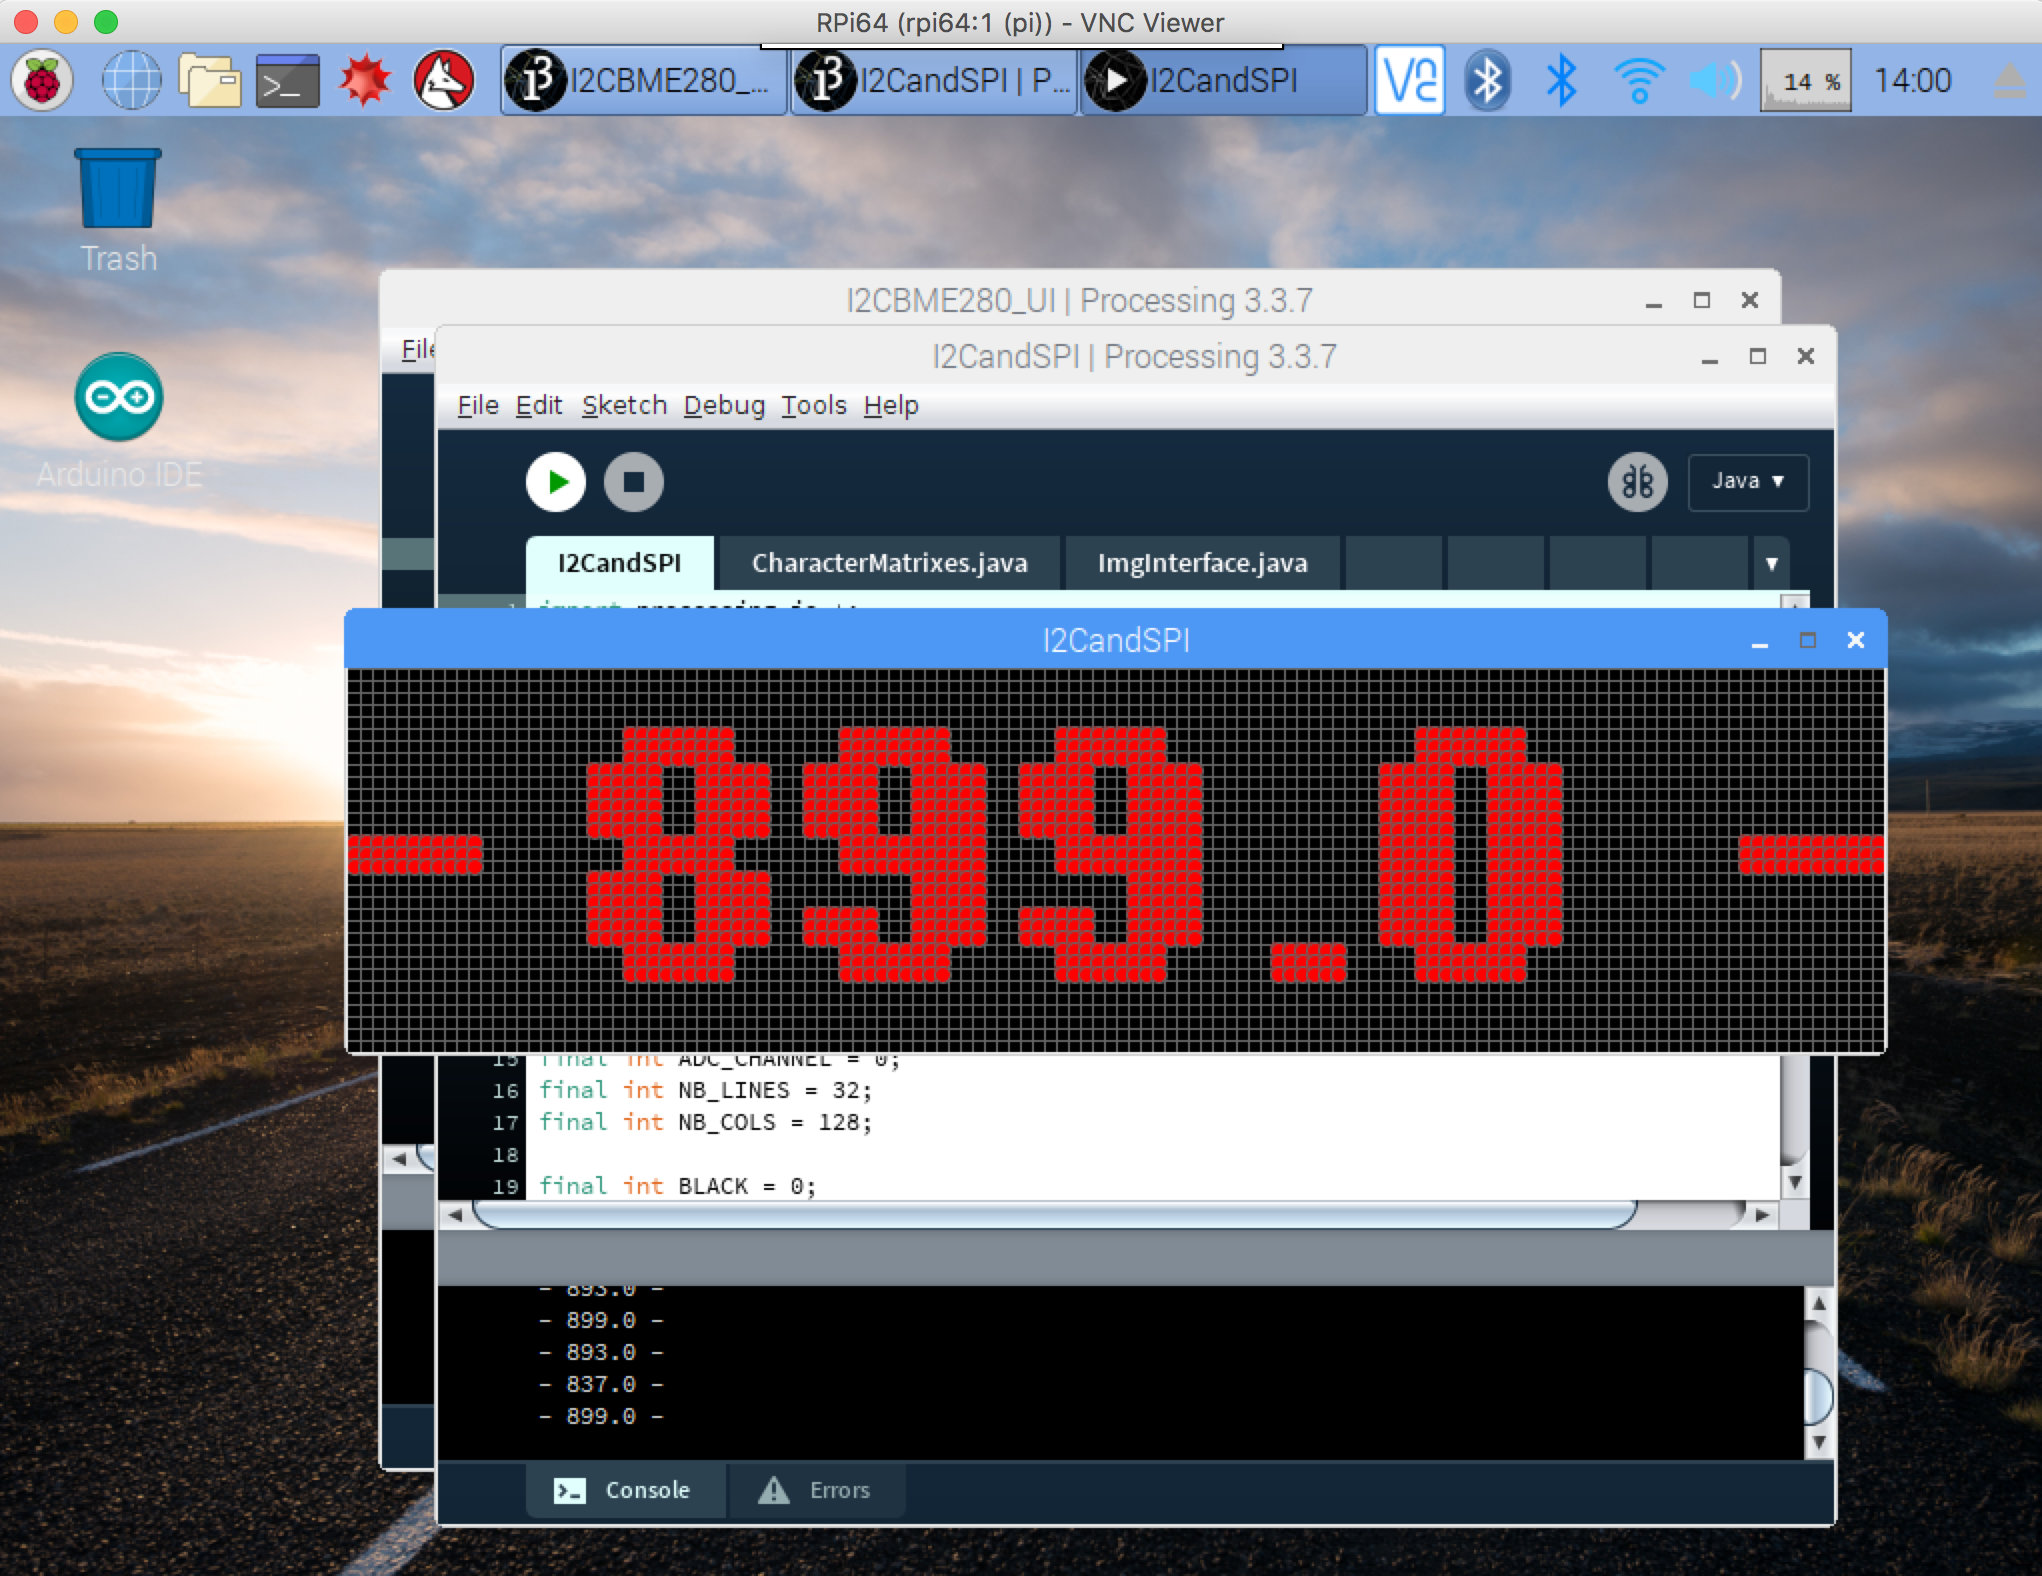 RPi64 (rpi64:1 (pi)) - VNC Viewer
I2CBME280_...
I2CandSPI | P...
I2CandSPI
14 %
14:00
Trash
Arduino IDE
I2CBME280_UI | Processing 3.3.7
File
I2CandSPI | Processing 3.3.7
File Edit Sketch Debug Tools Help
Java
I2CandSPI
CharacterMatrixes.java
ImgInterface.java
I2CandSPI
- 899.0 -
15 final int ADC_CHANNEL = 0;
16 final int NB_LINES = 32;
17 final int NB_COLS = 128;
18
19 final int BLACK = 0;
- 893.0 -
- 899.0 -
- 893.0 -
- 837.0 -
- 899.0 -
Console
Errors